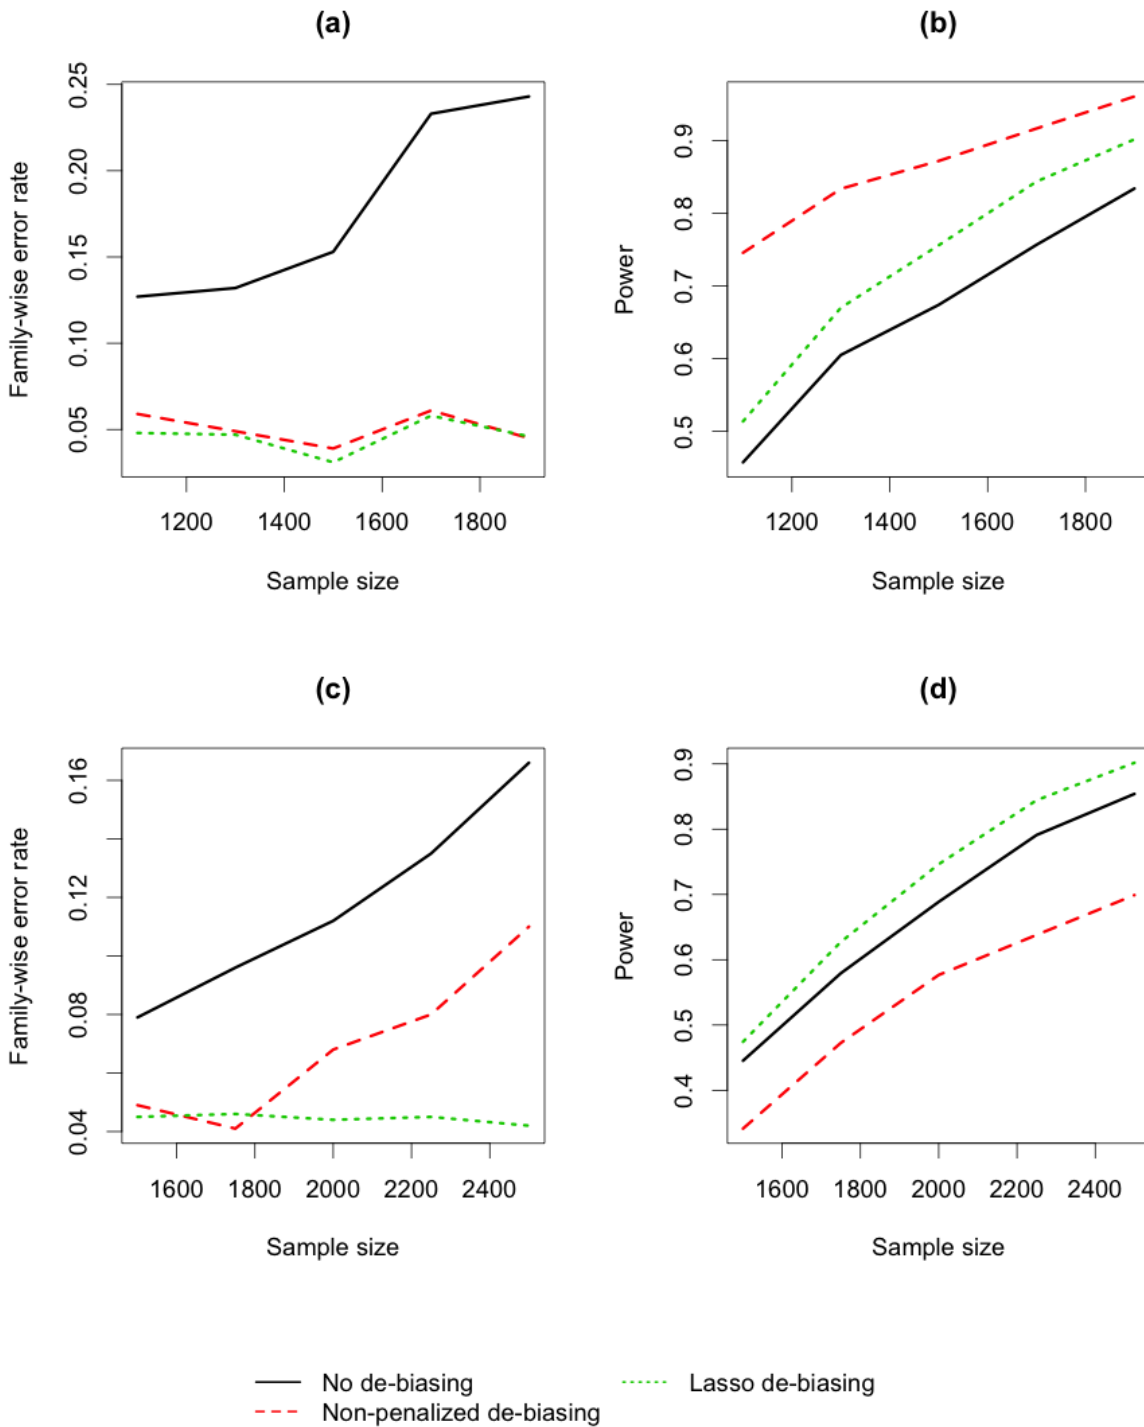 (a)
Family-wise error rate
0.25
0.20
0.15
0.10
0.05
1200 1400 1600 1800
Sample size
(b)
Power
0.9
0.8
0.7
0.6
0.5
1200 1400 1600 1800
Sample size
(c)
Family-wise error rate
0.16
0.12
0.08
0.04
1600 1800 2000 2200 2400
Sample size
(d)
Power
0.9
0.8
0.7
0.6
0.5
0.4
1600 1800 2000 2200 2400
Sample size
No de-biasing
Non-penalized de-biasing
Lasso de-biasing